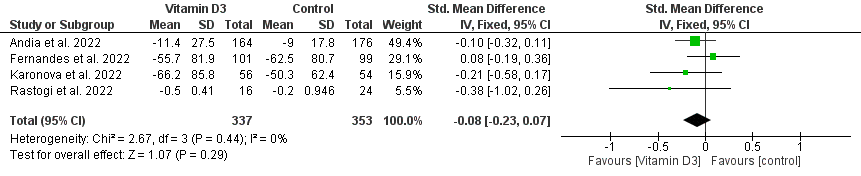 Vitamin D3 Control Std. Mean Difference Std. Mean Difference
Study or Subgroup Mean SD Total Mean SD Total Weight IV, Fixed, 95% CI IV, Fixed, 95% CI
Andia et al. 2022 -11.4 27.5 164 -9 17.8 176 49.4% -0.10 [-0.32, 0.11]
Fernandes et al. 2022 -55.7 81.9 101 -62.5 80.7 99 29.1% 0.08 [-0.19, 0.36]
Karonova et al. 2022 -66.2 85.8 56 -50.3 62.4 54 15.9% -0.21 [-0.58, 0.17]
Rastogi et al. 2022 -0.5 0.41 16 -0.2 0.946 24 5.5% -0.38 [-1.02, 0.26]
Total (95% CI) 337 353 100.0% -0.08 [-0.23, 0.07]
Heterogeneity: Chi² = 2.67, df = 3 (P = 0.44); I² = 0%
Test for overall effect: Z = 1.07 (P = 0.29)
-1 -0.5 0 0.5 1
Favours [Vitamin D3] Favours [control]